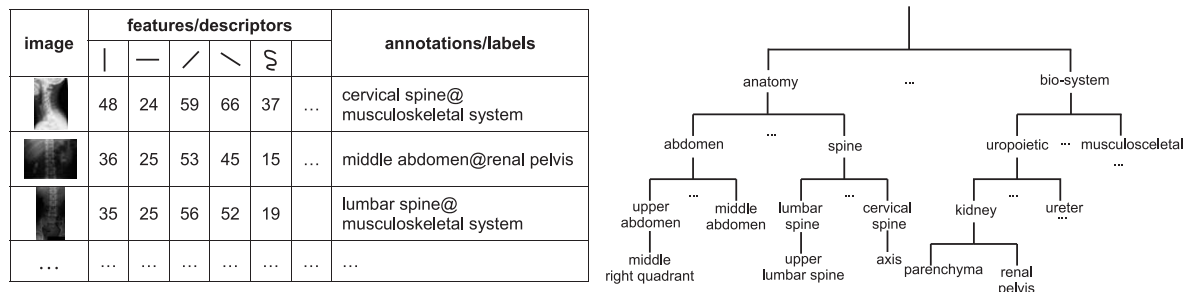 image features/descriptors annotations/labels
48 24 59 66 37 ... cervical spine@
musculoskeletal system
36 25 53 45 15 ... middle abdomen@renal pelvis
35 25 56 52 19 lumbar spine@
musculoskeletal system
... ... ... ... ... ... ...
anatomy ... bio-system
abdomen ... spine uropoietic ... musculosceletal
...
upper
abdomen
...
middle
abdomen
lumbar
spine
...
cervical
spine
kidney
...
ureter
...
middle
right quadrant
upper
lumbar spine
axis
parenchyma
renal
pelvis